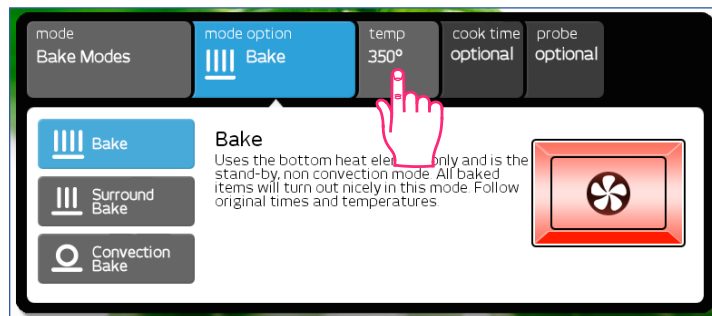 mode
Bake Modes
mode option
Bake
temp
350°
cook time
optional
probe
optional
Bake
Surround
Bake
Convection
Bake
Bake
Uses the bottom heat only and is the
stand-by, non convection mode. All baked
items will turn out nicely in this mode. Follow
original times and temperatures.